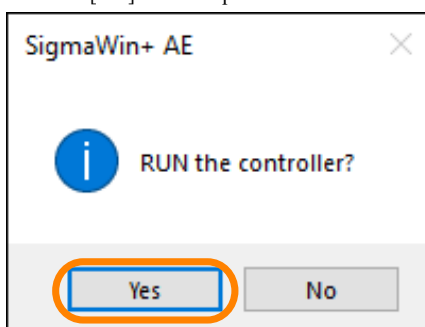 SigmaWin+ AE
RUN the controller?
Yes
No